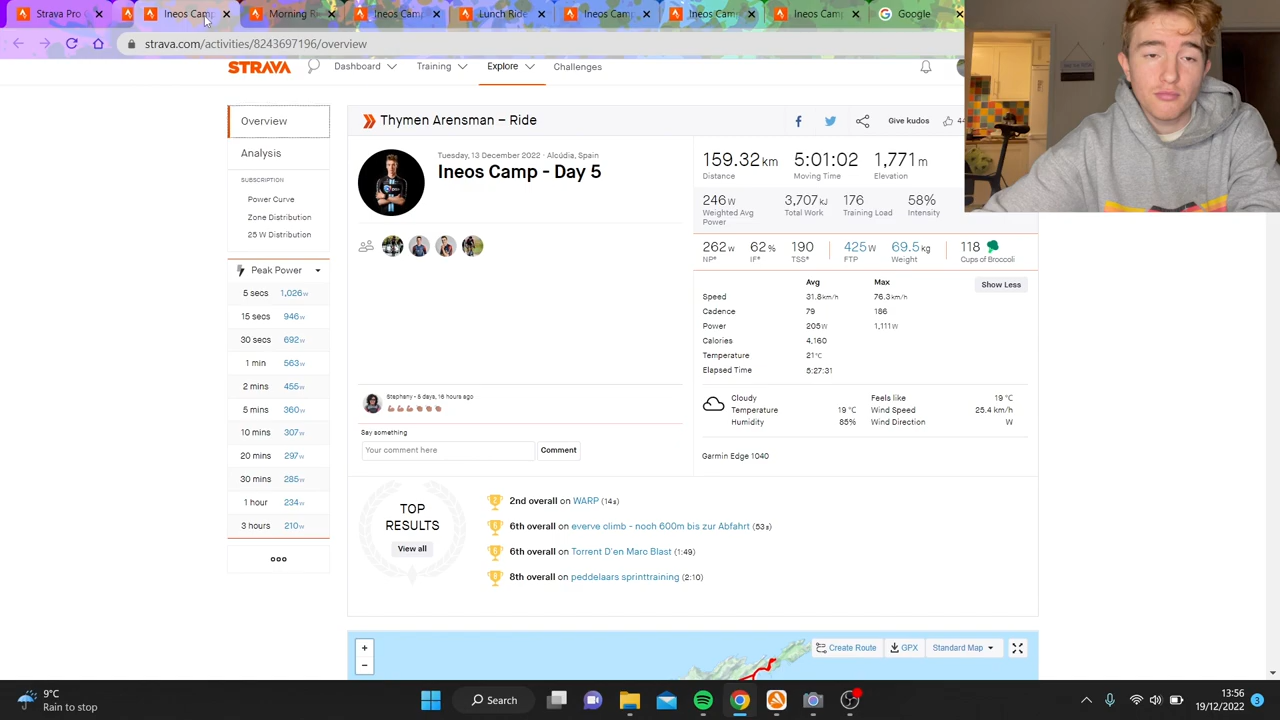 Strava Pro
Ineos Camp
Morning R
Ineos Camp
Lunch Ride
Ineos Camp
Ineos Camp
Ineos Camp
Google
strava.com/activities/8243697196/overview
STRAVA
Dashboard
Training
Explore
Challenges
Overview
Analysis
SUBSCRIPTION
Power Curve
Zone Distribution
25 W Distribution
Peak Power
5 secs 1,026w
15 secs 946w
30 secs 692w
1 min 563w
2 mins 455w
5 mins 360w
10 mins 307w
20 mins 297w
30 mins 285w
1 hour 234w
3 hours 210w
Thymen Arensman – Ride
Give kudos
Tuesday, 13 December 2022 · Alcúdia, Spain
Ineos Camp - Day 5
159.32km 5:01:02 1,771m
Distance Moving Time Elevation
246W 3,707kJ 176 58%
Weighted Avg Power Total Work Training Load Intensity
262w 62% 190 425W 69.5kg 118
NP® IF® TSS® FTP Weight Cups of Broccoli
Avg Max
Show Less
Speed 31.8km/h 76.3km/h
Cadence 79 186
Power 205W 1,111W
Calories 4,160
Temperature 21℃
Elapsed Time 5:27:31
Cloudy Feels like 19 ℃
Temperature 19 ℃ Wind Speed 25.4 km/h
Humidity 85% Wind Direction W
Garmin Edge 1040
Stephany - 5 days, 16 hours ago
Say something
Your comment here
Comment
TOP RESULTS
View all
2nd overall on WARP (14s)
6th overall on everve climb - noch 600m bis zur Abfahrt (53s)
6th overall on Torrent D'en Marc Blast (1:49)
8th overall on peddelaars sprinttraining (2:10)
+
−
Create Route
GPX
Standard Map
9°C
Rain to stop
Search
13:56
19/12/2022
3